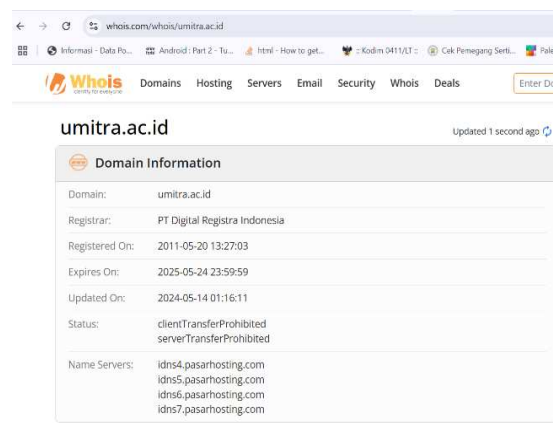 whois.com/whois/umitra.ac.id
Informasi - Data Po... Android : Part 2 - Tu... html - How to get... :: Kodim 0411/LT :: Cek Pemegang Serti... Pale
Whois
Identity for everyone
Domains Hosting Servers Email Security Whois Deals
Enter Do
umitra.ac.id
Updated 1 second ago
Domain Information
Domain: umitra.ac.id
Registrar: PT Digital Registra Indonesia
Registered On: 2011-05-20 13:27:03
Expires On: 2025-05-24 23:59:59
Updated On: 2024-05-14 01:16:11
Status: clientTransferProhibited
serverTransferProhibited
Name Servers: idns4.pasarhosting.com
idns5.pasarhosting.com
idns6.pasarhosting.com
idns7.pasarhosting.com